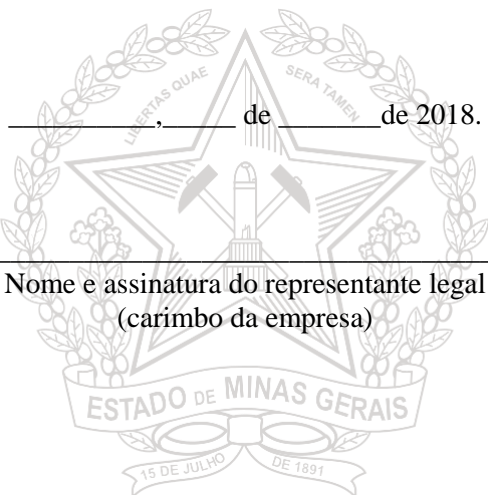 LIBERTAS QUAE SERA TAMEN
__________,_____ de _______de 2018.
Nome e assinatura do representante legal
(carimbo da empresa)
ESTADO DE MINAS GERAIS
15 DE JULHO DE 1891